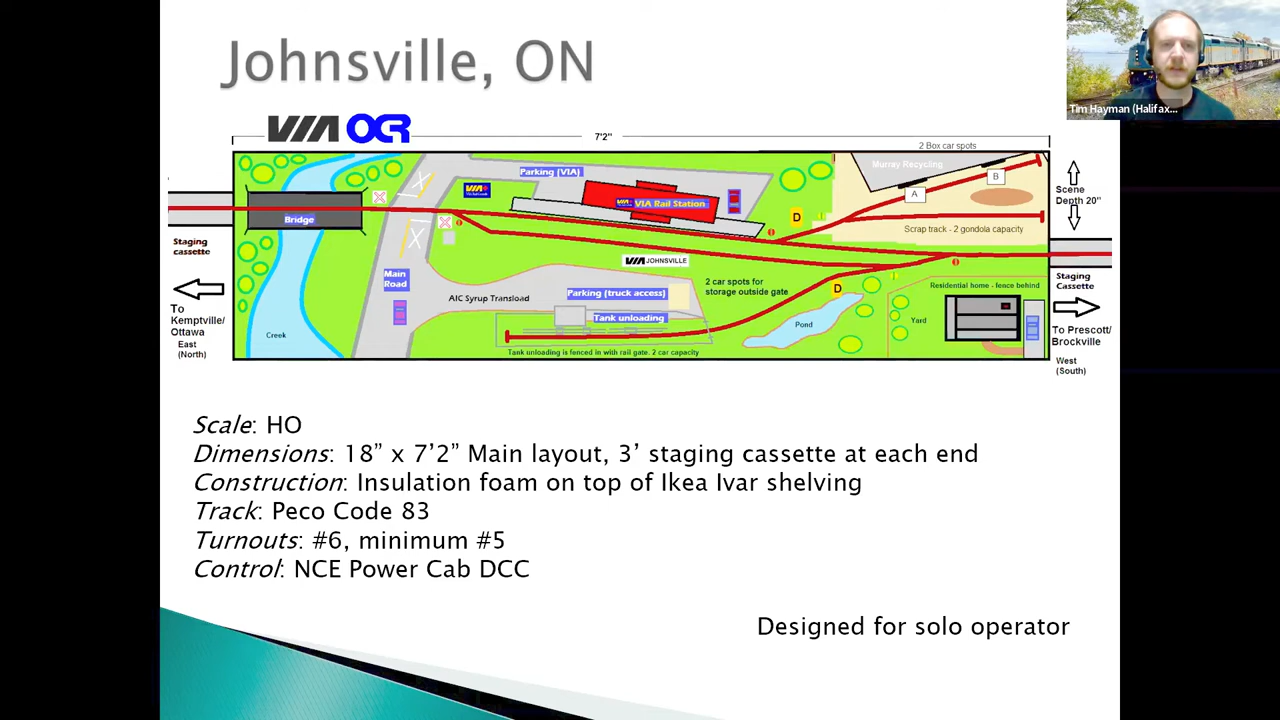 Johnsville, ON
Tim Hayman (Halifax...
VIA OCR
7'2"
2 Box car spots
Parking (VIA)
Murray Recycling
B
A
VIA Rail Station
Scene
Depth 20"
D
Bridge
Scrap track - 2 gondola capacity
Staging
cassette
VIA JOHNSVILLE
Main
Road
2 car spots for
storage outside gate
D
Residential home - fence behind
Staging
Cassette
AIC Syrup Transload
Parking (truck access)
To
Kemptville/
Ottawa
East
(North)
Tank unloading
Pond
Yard
Creek
To Prescott/
Brockville
Tank unloading is fenced in with rail gate. 2 car capacity
West
(South)
Scale: HO
Dimensions: 18” x 7’2” Main layout, 3’ staging cassette at each end
Construction: Insulation foam on top of Ikea Ivar shelving
Track: Peco Code 83
Turnouts: #6, minimum #5
Control: NCE Power Cab DCC
Designed for solo operator